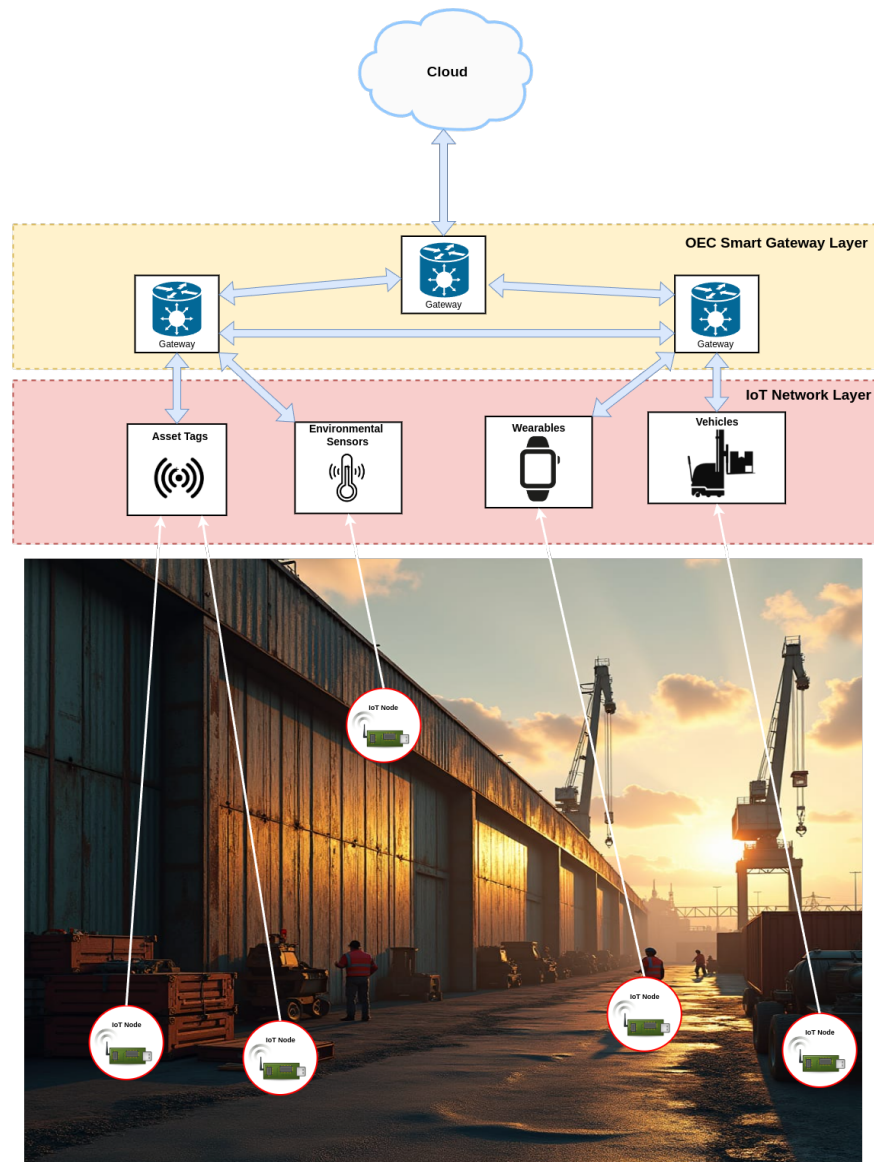 Cloud
OEC Smart Gateway Layer
Gateway
Gateway
Gateway
IoT Network Layer
Asset Tags
Environmental
Sensors
Wearables
Vehicles
IoT Node
IoT Node
IoT Node
IoT Node
IoT Node